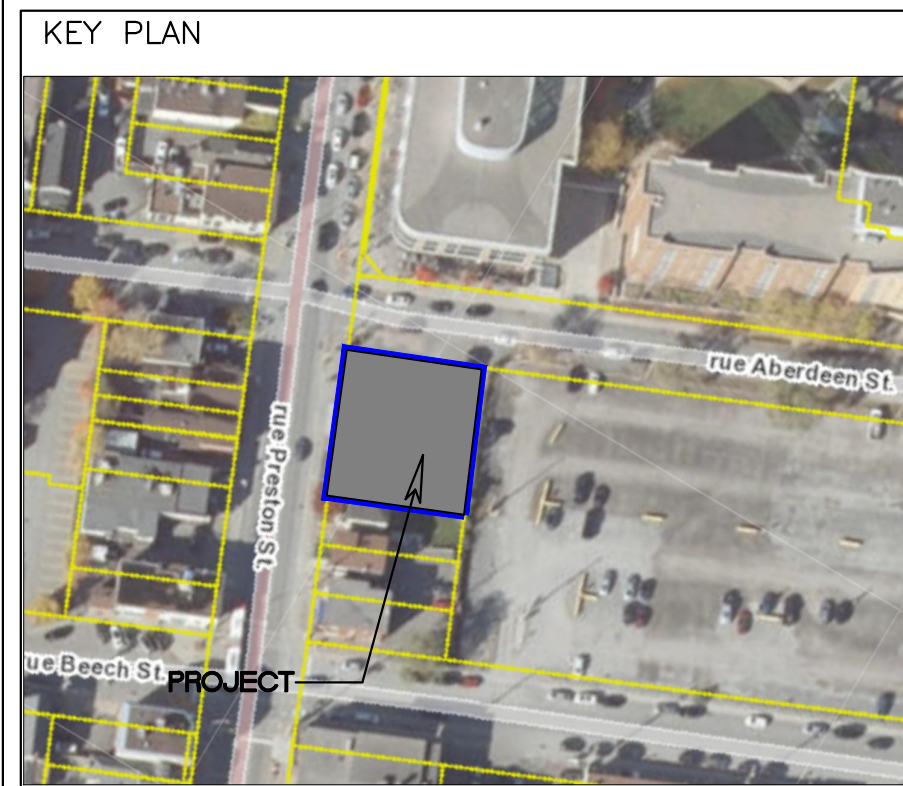 KEY PLAN
rue Aberdeen St.
rue Preston St.
ue Beech St.
PROJECT